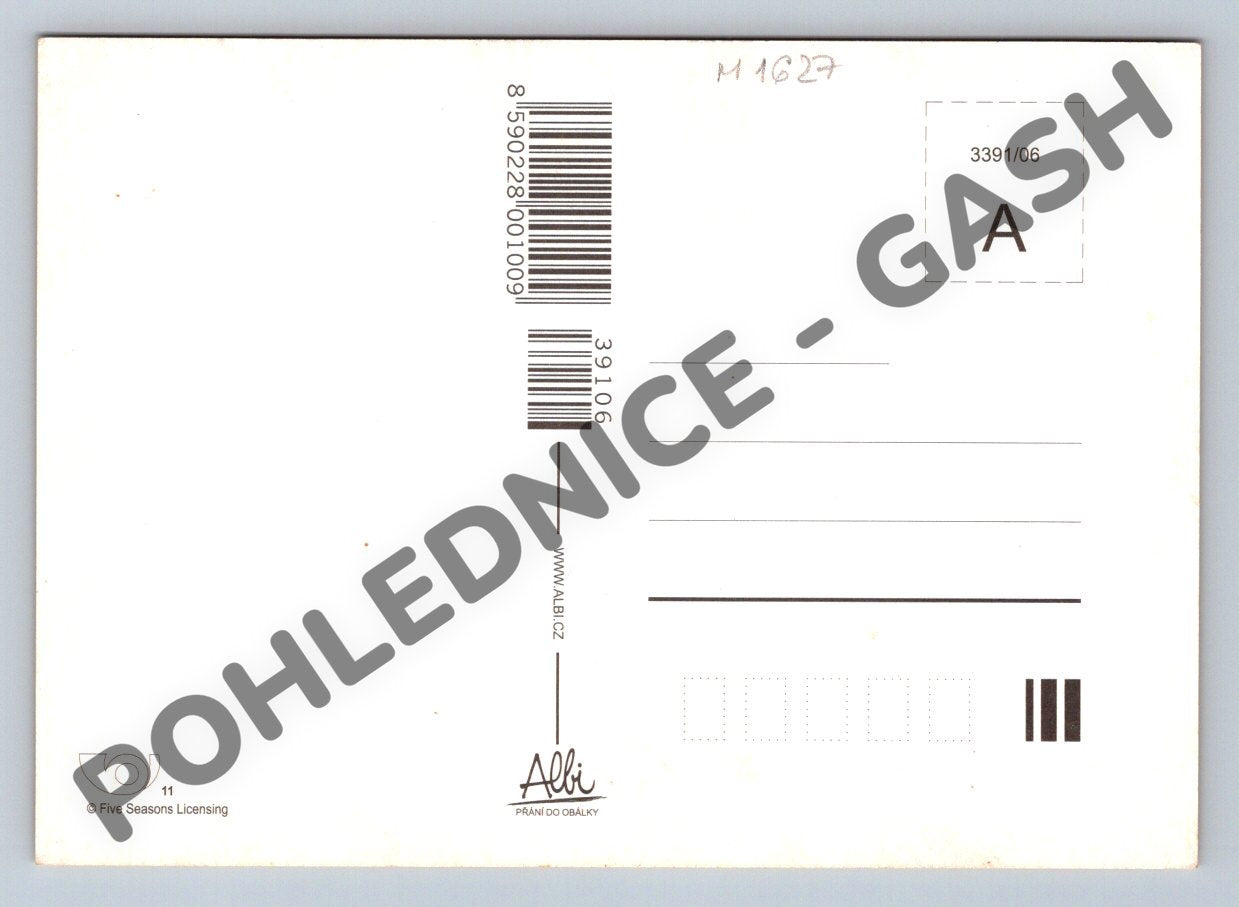 M 1627
8 590228 001009
39106
3391/06
A
WWW.ALBI.CZ
POHLEDNICE - GASH
11
© Five Seasons Licensing
Albi
PŘÁNÍ DO OBÁLKY